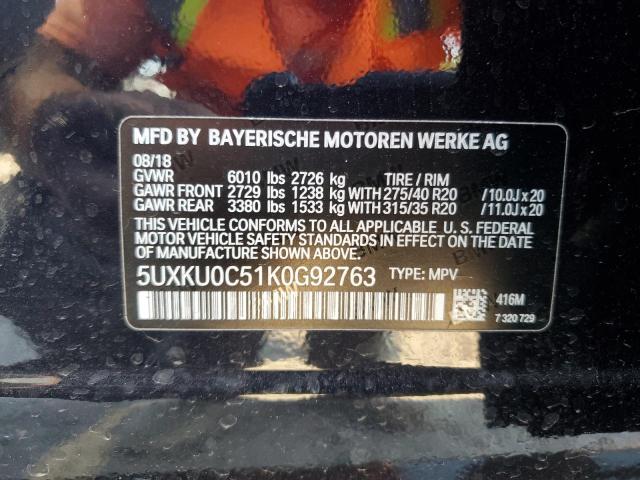 MFD BY BAYERISCHE MOTOREN WERKE AG
08/18
GVWR 6010 lbs 2726 kg TIRE / RIM
GAWR FRONT 2729 lbs 1238 kg WITH 275/40 R20 /10.0J x 20
GAWR REAR 3380 lbs 1533 kg WITH 315/35 R20 /11.0J x 20
THIS VEHICLE CONFORMS TO ALL APPLICABLE U. S. FEDERAL
MOTOR VEHICLE SAFETY STANDARDS IN EFFECT ON THE DATE
OF MANUFACTURE SHOWN ABOVE.
5UXKU0C51K0G92763 TYPE: MPV
416M
7 320 729